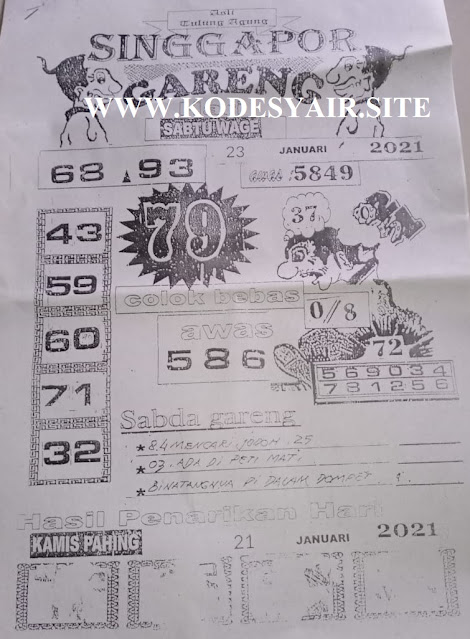 Asli
Tulung Agung
SINGGAPOR
GARENG
WWW.KODESYAIR.SITE
SABTU WAGE
23 JANUARI 2021
68.93
5849
43
79
37
59
colok bebas
0/8
awas
60
586
72
569034
731256
71
Sabda gareng
32
* 84 MENCARI JODOH .25
* 03. ADA DI PETI MATI
* BINATANGNYA DI DALAM DOMPET
Hasil Penarikan Hari
KAMIS PAHING
21 JANUARI 2021